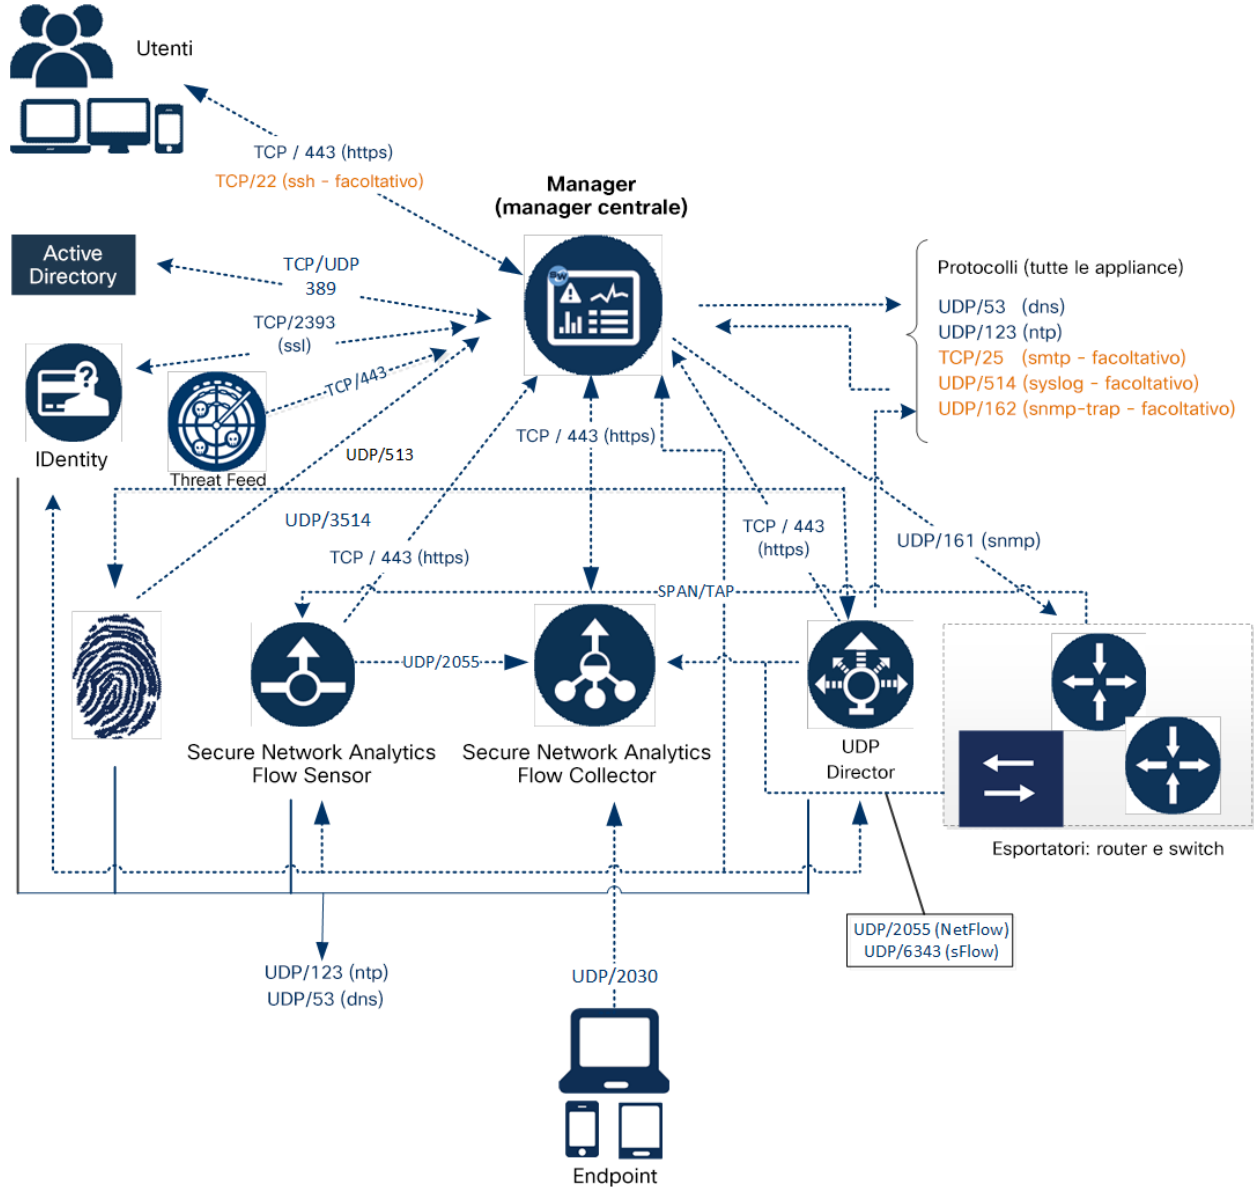 Utenti
TCP / 443 (https)
TCP/22 (ssh - facoltativo)
Manager
(manager centrale)
Active
Directory
TCP/UDP
389
TCP/2393
(ssl)
TCP/443
IDentity
Threat Feed
SW
Protocolli (tutte le appliance)
UDP/53 (dns)
UDP/123 (ntp)
TCP/25 (smtp - facoltativo)
UDP/514 (syslog - facoltativo)
UDP/162 (snmp-trap - facoltativo)
TCP / 443 (https)
UDP/513
UDP/3514
TCP / 443 (https)
TCP / 443
(https)
UDP/161 (snmp)
SPAN/TAP
UDP/2055
Secure Network Analytics
Flow Sensor
Secure Network Analytics
Flow Collector
UDP
Director
Esportatori: router e switch
UDP/2055 (NetFlow)
UDP/6343 (sFlow)
UDP/123 (ntp)
UDP/53 (dns)
UDP/2030
Endpoint